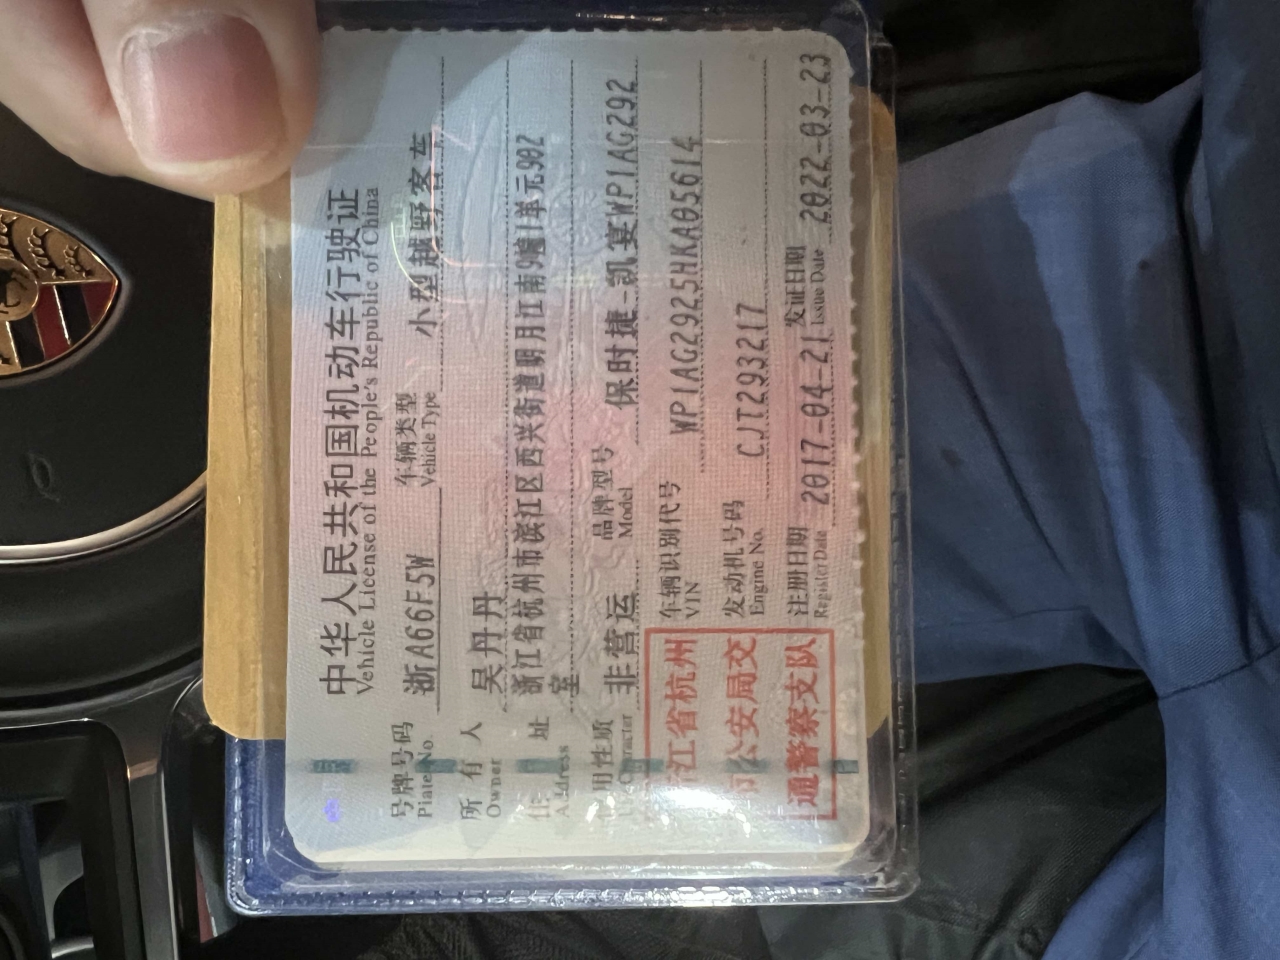 中华人民共和国机动车行驶证
Vehicle License of the People's Republic of China
号牌号码 浙A66F5W 车辆类型 小型越野客车
Plate No. Vehicle Type
所有人 吴丹丹
Owner
住址 浙江省杭州市滨江区西兴街道明月江南9幢1单元902
Address 室
使用性质 非营运 品牌型号 保时捷-凯宴WP1AG292
Use Character Model
浙江省杭州 车辆识别代号 WP1AG2925HKA05614
VIN
市公安局交 发动机号码 CJT293217
Engine No.
通警察支队 注册日期 2017-04-21 发证日期 2022-03-23
Register Date Issue Date